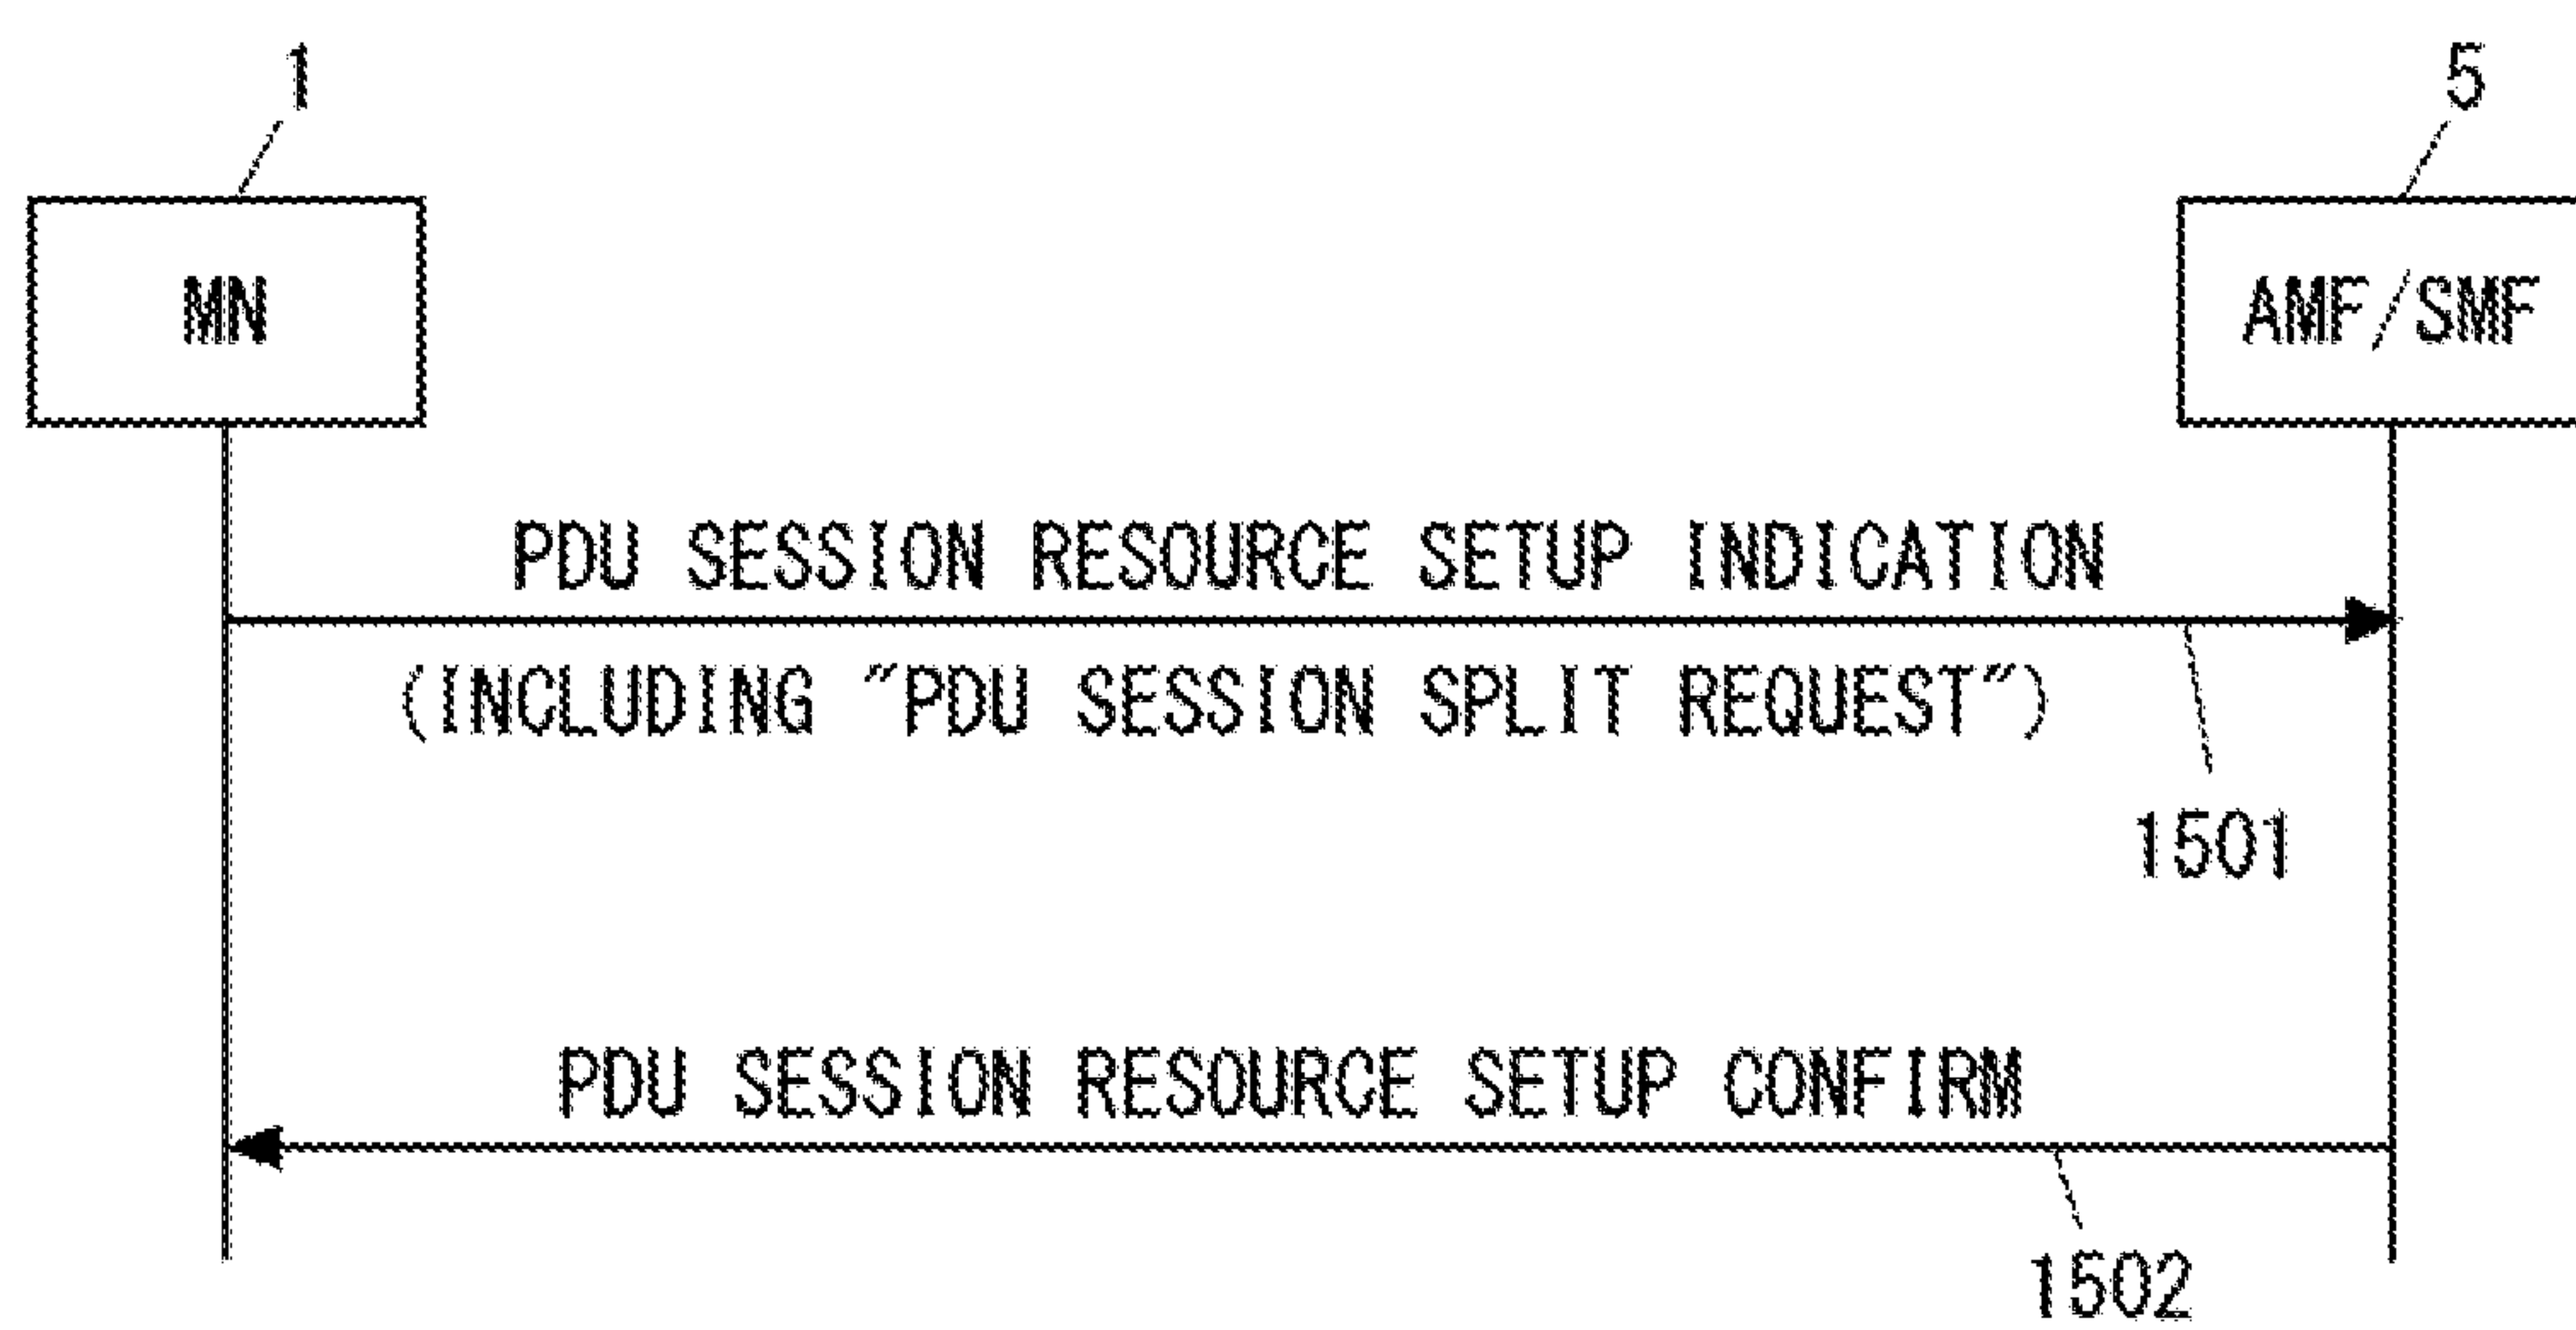 1
5
MN
AMF/SMF
PDU SESSION RESOURCE SETUP INDICATION
(INCLUDING "PDU SESSION SPLIT REQUEST")
1501
PDU SESSION RESOURCE SETUP CONFIRM
1502